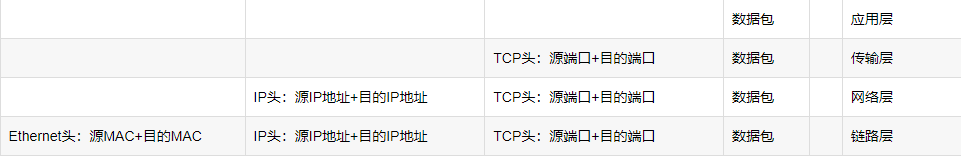 数据包 应用层
TCP头：源端口+目的端口 数据包 传输层
IP头：源IP地址+目的IP地址 TCP头：源端口+目的端口 数据包 网络层
Ethernet头：源MAC+目的MAC IP头：源IP地址+目的IP地址 TCP头：源端口+目的端口 数据包 链路层